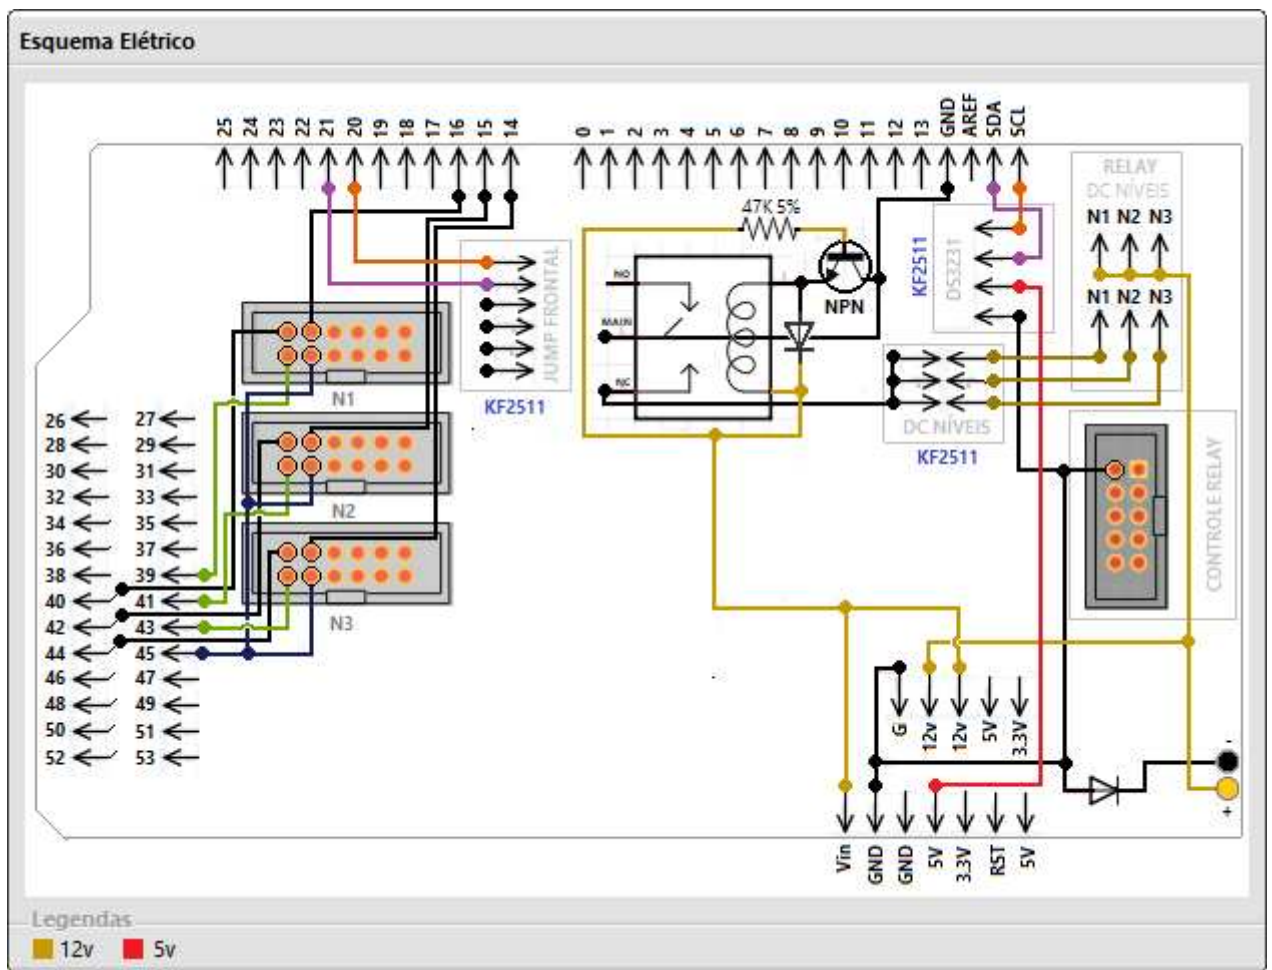 Esquema Elétrico
25 24 23 22 21 20 19 18 17 16 15 14 0 1 2 3 4 5 6 7 8 9 10 11 12 13 GND AREF SDA SCL
RELAY
DC NÍVEIS
N1 N2 N3
N1 N2 N3
47K 5%
NPN
NO
MAIN
NC
KF2511
DS3231
JUMP FRONTAL
KF2511
DC NÍVEIS
KF2511
CONTROLE RELAY
N1
N2
N3
26 27
28 29
30 31
32 33
34 35
36 37
38 39
40 41
42 43
44 45
46 47
48 49
50 51
52 53
G 12v 12v 5V 3.3V
-
+
Vin GND GND 5V 3.3V RST 5V
Legendas
12v 5v